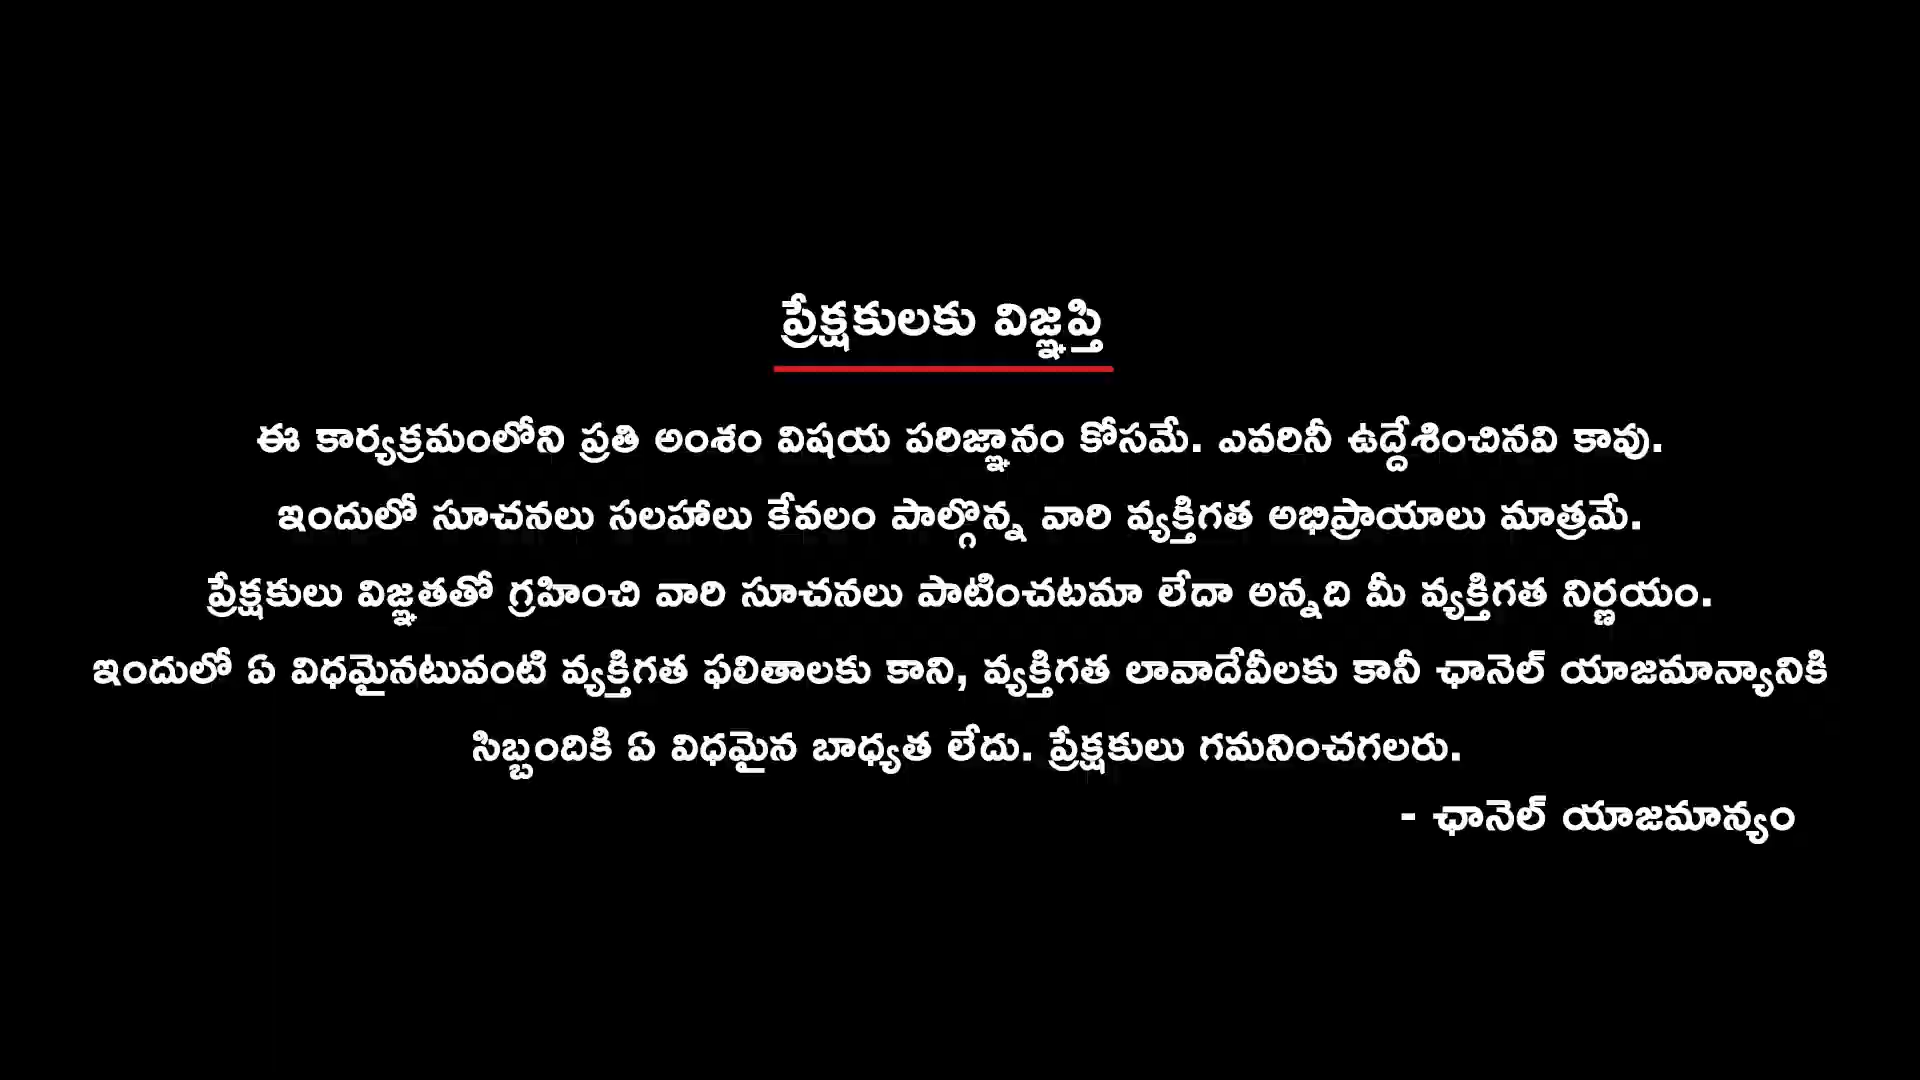 ప్రేక్షకులకు విజ్ఞప్తి
ఈ కార్యక్రమంలోని ప్రతి అంశం విషయ పరిజ్ఞానం కోసమే. ఎవరినీ ఉద్దేశించినవి కావు.
ఇందులో సూచనలు సలహాలు కేవలం పాల్గొన్న వారి వ్యక్తిగత అభిప్రాయాలు మాత్రమే.
ప్రేక్షకులు విజ్ఞతతో గ్రహించి వారి సూచనలు పాటించటమా లేదా అన్నది మీ వ్యక్తిగత నిర్ణయం.
ఇందులో ఏ విధమైనటువంటి వ్యక్తిగత ఫలితాలకు కాని, వ్యక్తిగత లావాదేవీలకు కానీ ఛానెల్ యాజమాన్యానికి
సిబ్బందికి ఏ విధమైన బాధ్యత లేదు. ప్రేక్షకులు గమనించగలరు.
- ఛానెల్ యాజమాన్యం